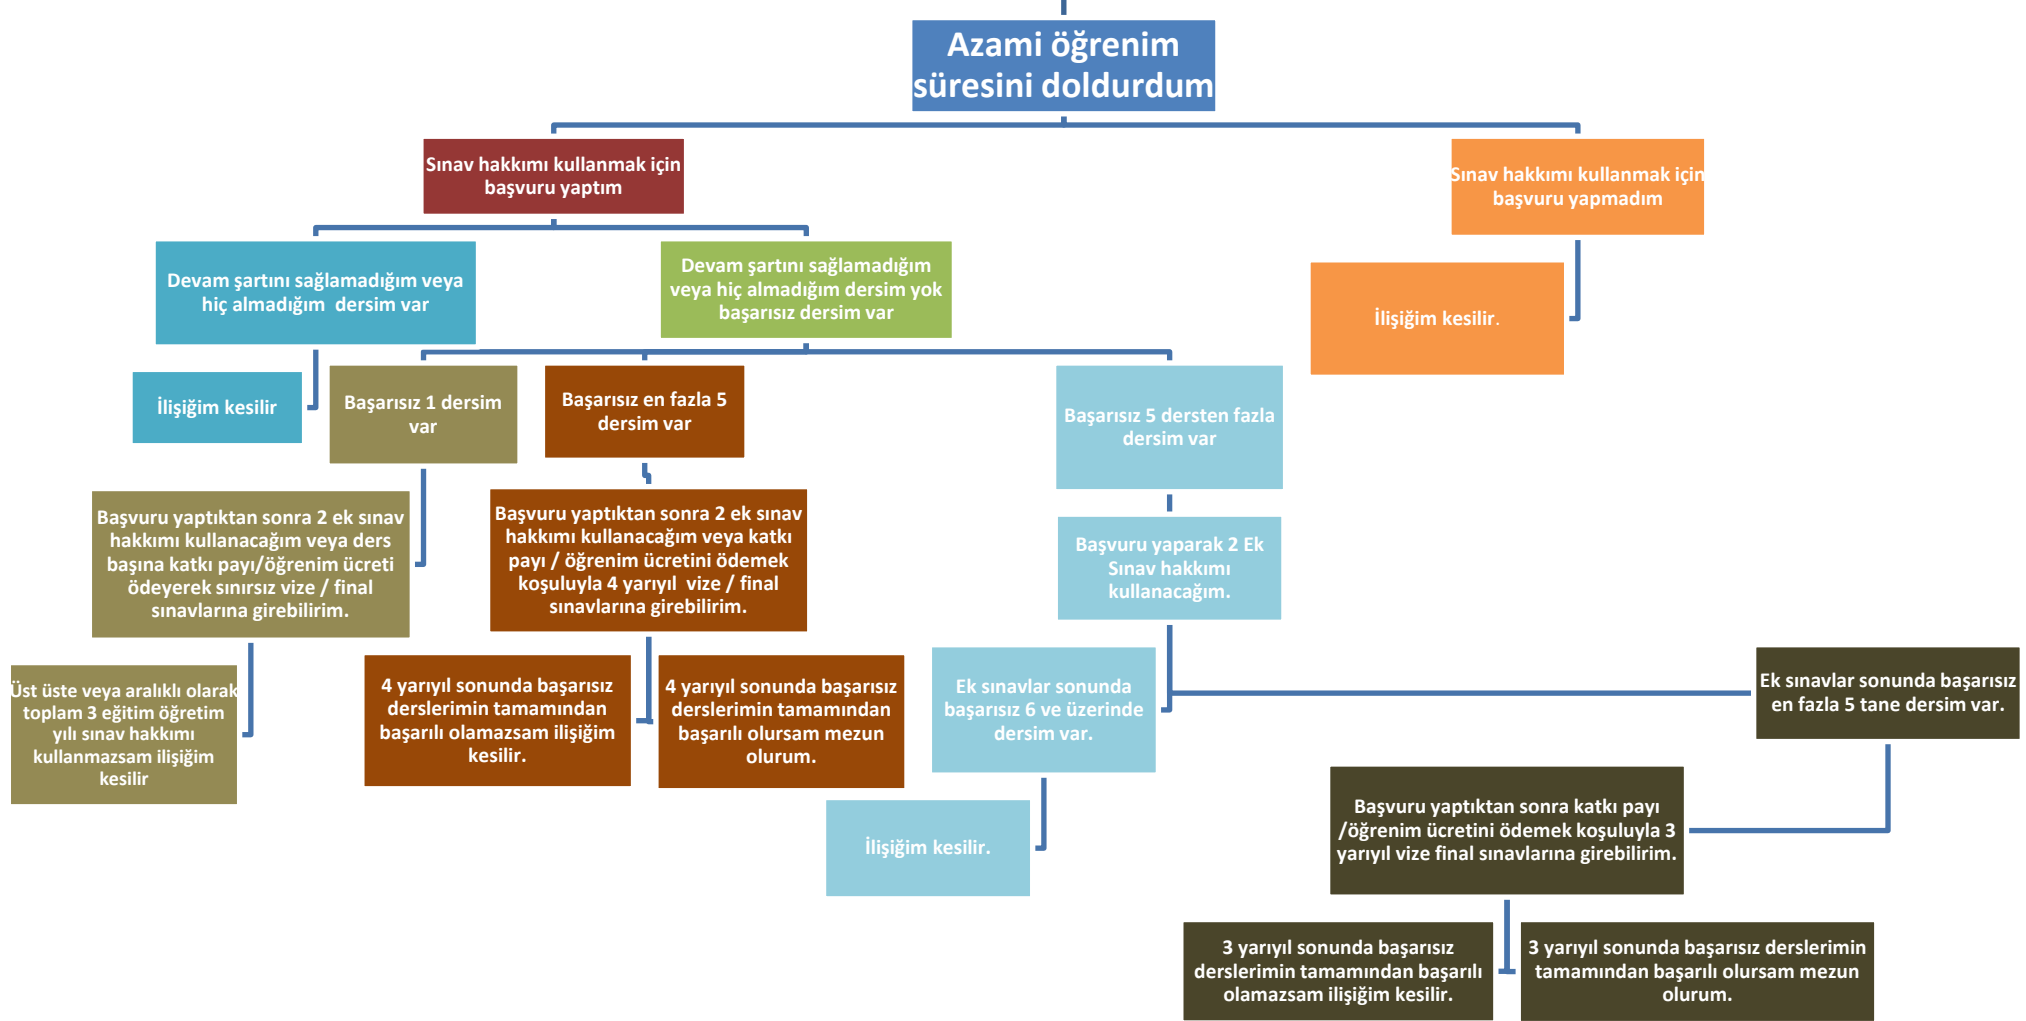 Azami öğrenim
süresini doldurdum
Sınav hakkımı kullanmak için
başvuru yaptım
Sınav hakkımı kullanmak için
başvuru yapmadım
Devam şartını sağlamadığım veya
hiç almadığım dersim var
Devam şartını sağlamadığım
veya hiç almadığım dersim yok
başarısız dersim var
İlişiğim kesilir.
İlişiğim kesilir
Başarısız 1 dersim
var
Başarısız en fazla 5
dersim var
Başarısız 5 dersten fazla
dersim var
Başvuru yaptıktan sonra 2 ek sınav
hakkımı kullanacağım veya ders
başına katkı payı/öğrenim ücreti
ödeyerek sınırsız vize / final
sınavlarına girebilirim.
Başvuru yaptıktan sonra 2 ek sınav
hakkımı kullanacağım veya katkı
payı / öğrenim ücretini ödemek
koşuluyla 4 yarıyıl vize / final
sınavlarına girebilirim.
Başvuru yaparak 2 Ek
Sınav hakkımı
kullanacağım.
Üst üste veya aralıklı olarak
toplam 3 eğitim öğretim
yılı sınav hakkımı
kullanmazsam ilişiğim
kesilir
4 yarıyıl sonunda başarısız
derslerimin tamamından
başarılı olamazsam ilişiğim
kesilir.
4 yarıyıl sonunda başarısız
derslerimin tamamından
başarılı olursam mezun
olurum.
Ek sınavlar sonunda
başarısız 6 ve üzerinde
dersim var.
Ek sınavlar sonunda başarısız
en fazla 5 tane dersim var.
İlişiğim kesilir.
Başvuru yaptıktan sonra katkı payı
/öğrenim ücretini ödemek koşuluyla 3
yarıyıl vize final sınavlarına girebilirim.
3 yarıyıl sonunda başarısız
derslerimin tamamından başarılı
olamazsam ilişiğim kesilir.
3 yarıyıl sonunda başarısız derslerimin
tamamından başarılı olursam mezun
olurum.